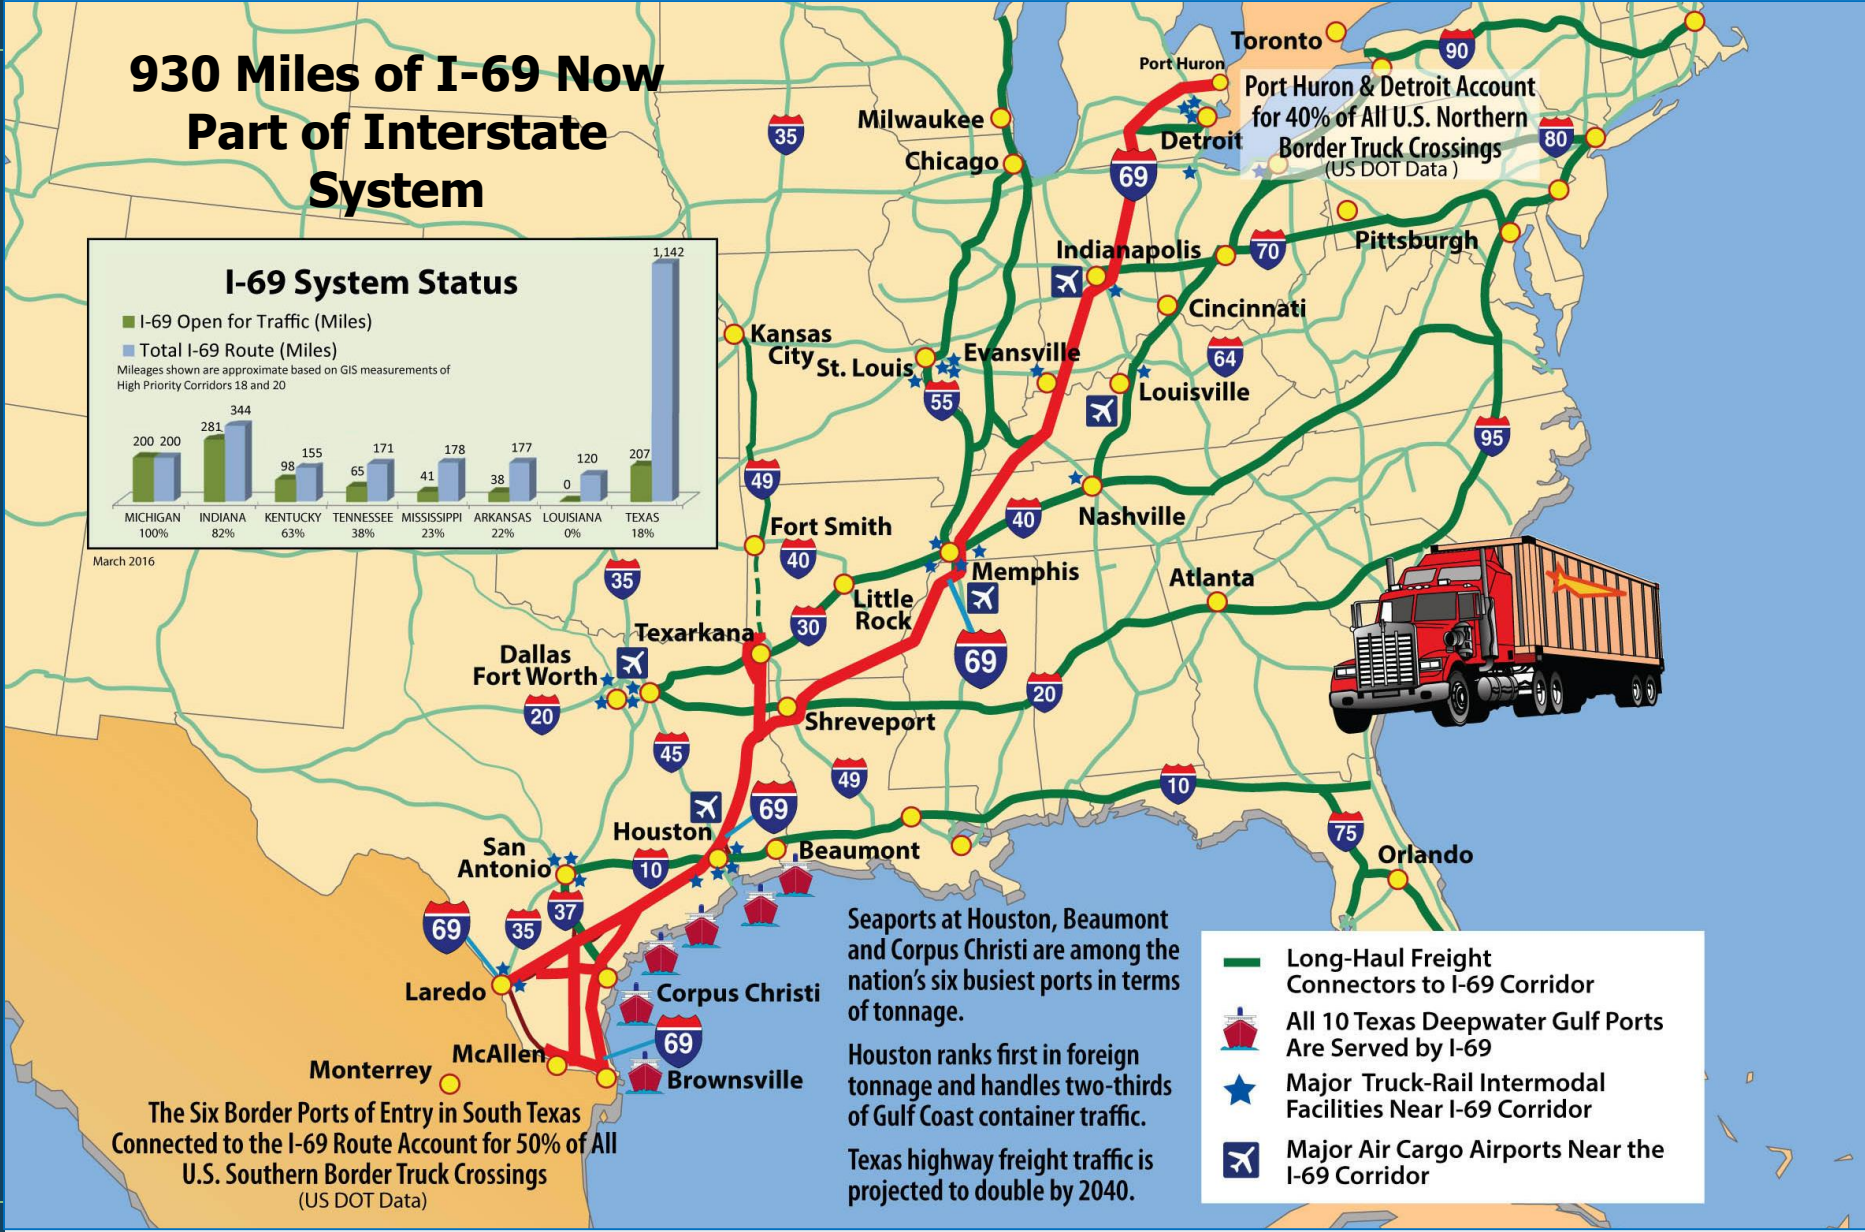 930 Miles of I-69 Now
Part of Interstate
System
I-69 System Status
I-69 Open for Traffic (Miles)
Total I-69 Route (Miles)
Mileages shown are approximate based on GIS measurements of
High Priority Corridors 18 and 20
200 200
281 344
98 155
65 171
41 178
38 177
0 120
207 1,142
MICHIGAN INDIANA KENTUCKY TENNESSEE MISSISSIPPI ARKANSAS LOUISIANA TEXAS
100% 82% 63% 38% 23% 22% 0% 18%
March 2016
Toronto
90
Port Huron
Port Huron & Detroit Account
for 40% of All U.S. Northern
Border Truck Crossings
(US DOT Data )
Milwaukee
35
Detroit
80
Chicago
69
Indianapolis
70
Pittsburgh
Cincinnati
Kansas
City
St. Louis
Evansville
64
55
Louisville
95
49
40
Nashville
Fort Smith
40
35
Memphis
Atlanta
Little
Rock
30
Texarkana
69
Dallas
Fort Worth
20
20
Shreveport
45
49
10
69
Houston
75
San
Antonio
10
Beaumont
Orlando
37
35
69
Laredo
Corpus Christi
69
McAllen
Monterrey
Brownsville
The Six Border Ports of Entry in South Texas
Connected to the I-69 Route Account for 50% of All
U.S. Southern Border Truck Crossings
(US DOT Data)
Seaports at Houston, Beaumont
and Corpus Christi are among the
nation's six busiest ports in terms
of tonnage.
Houston ranks first in foreign
tonnage and handles two-thirds
of Gulf Coast container traffic.
Texas highway freight traffic is
projected to double by 2040.
Long-Haul Freight
Connectors to I-69 Corridor
All 10 Texas Deepwater Gulf Ports
Are Served by I-69
Major Truck-Rail Intermodal
Facilities Near I-69 Corridor
Major Air Cargo Airports Near the
I-69 Corridor